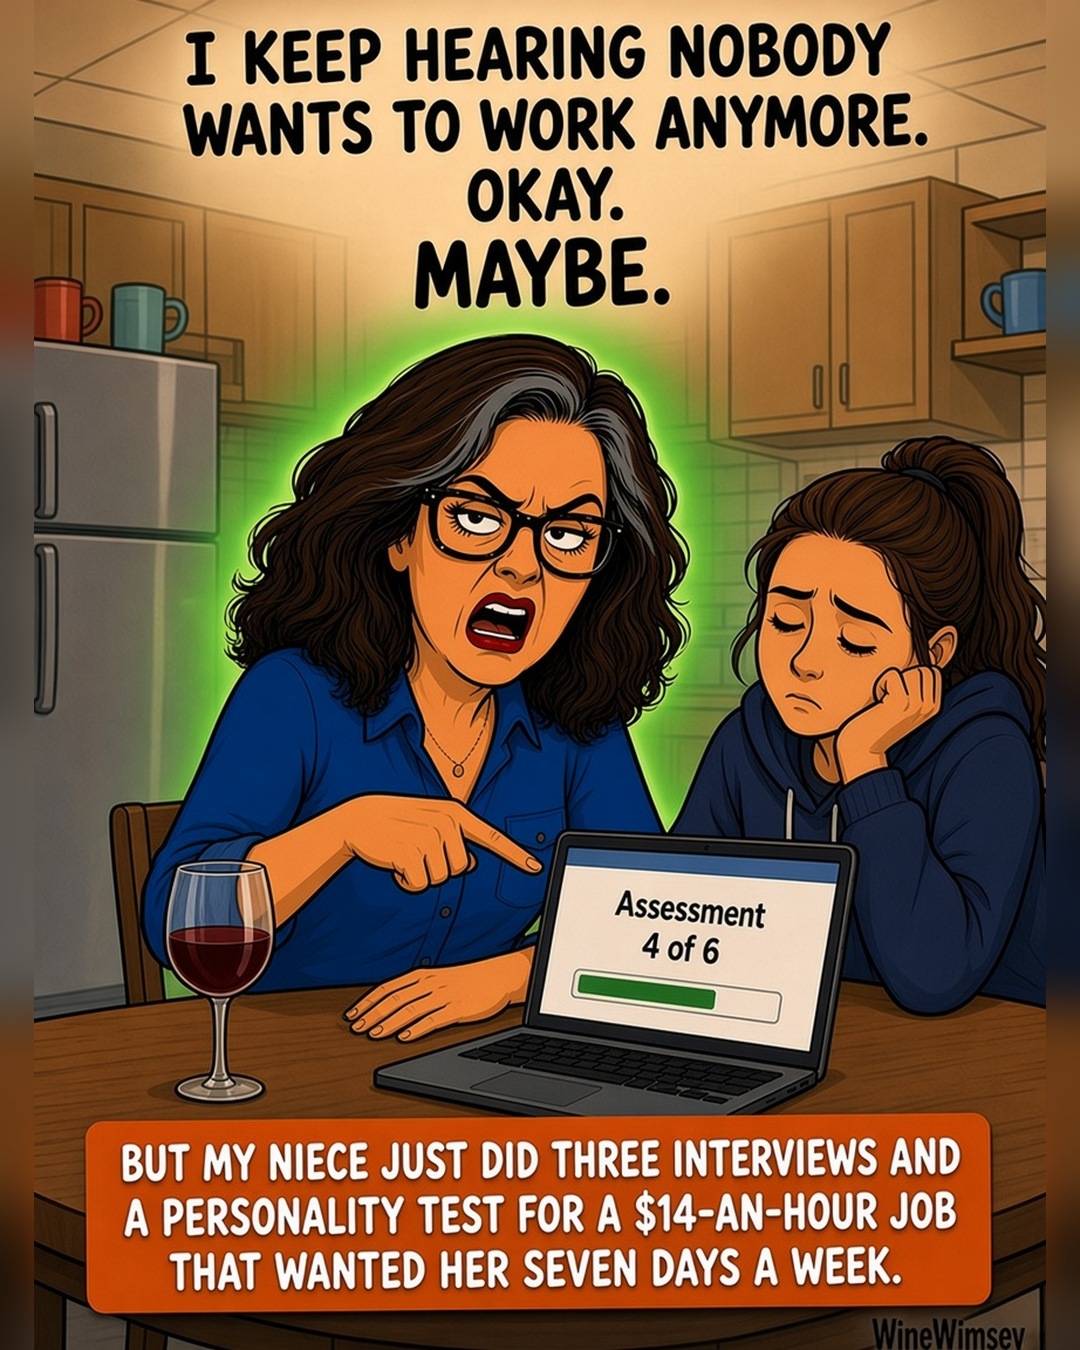 I KEEP HEARING NOBODY
WANTS TO WORK ANYMORE.
OKAY.
MAYBE.
Assessment
4 of 6
BUT MY NIECE JUST DID THREE INTERVIEWS AND
A PERSONALITY TEST FOR A $14-AN-HOUR JOB
THAT WANTED HER SEVEN DAYS A WEEK.
WineWimsey